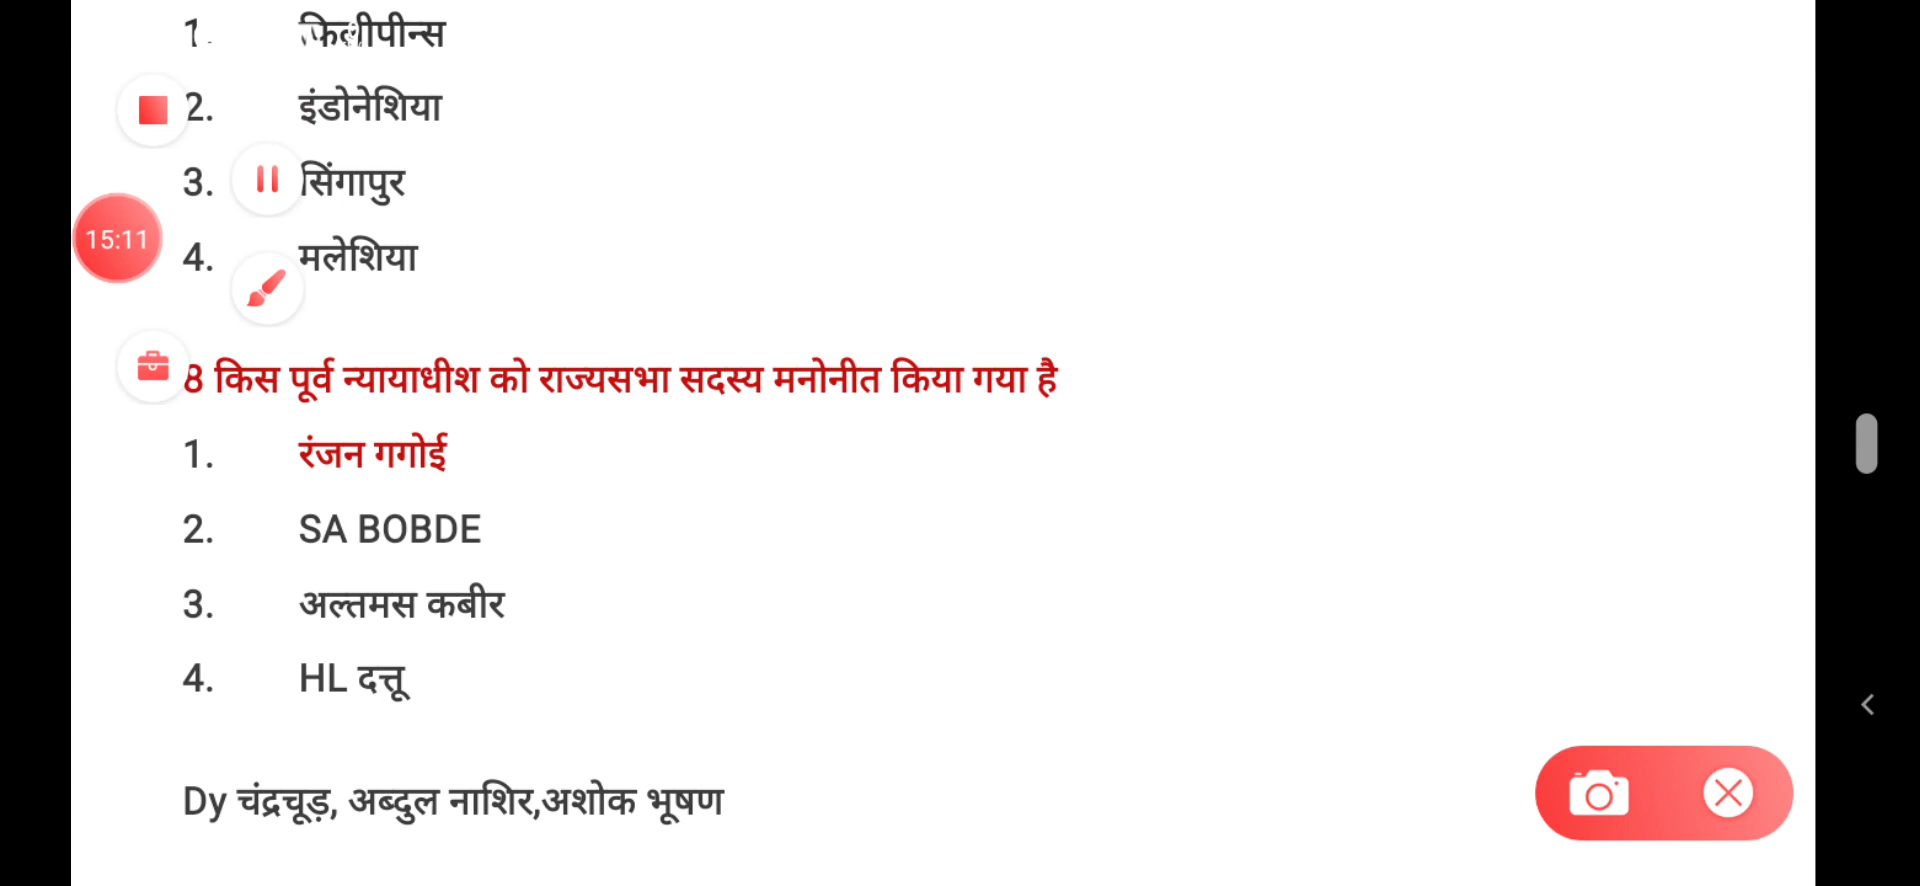 1. फिलीपीन्स
2. इंडोनेशिया
3. सिंगापुर
15:11
4. मलेशिया
8 किस पूर्व न्यायाधीश को राज्यसभा सदस्य मनोनीत किया गया है
1. रंजन गगोई
2. SA BOBDE
3. अल्तमस कबीर
4. HL दत्तू
Dy चंद्रचूड़, अब्दुल नाशिर,अशोक भूषण